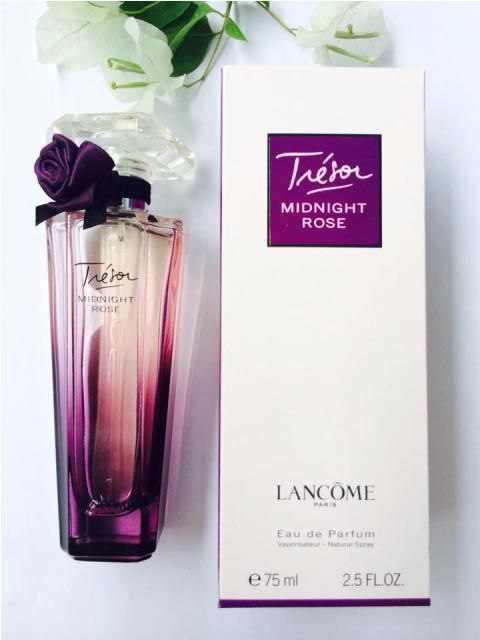 Trésor
MIDNIGHT
ROSE
Trésor
MIDNIGHT
ROSE
LANCÔME
PARIS
Eau de Parfum
Vaporisateur - Natural Spray
e 75 ml 2.5 FL.OZ.